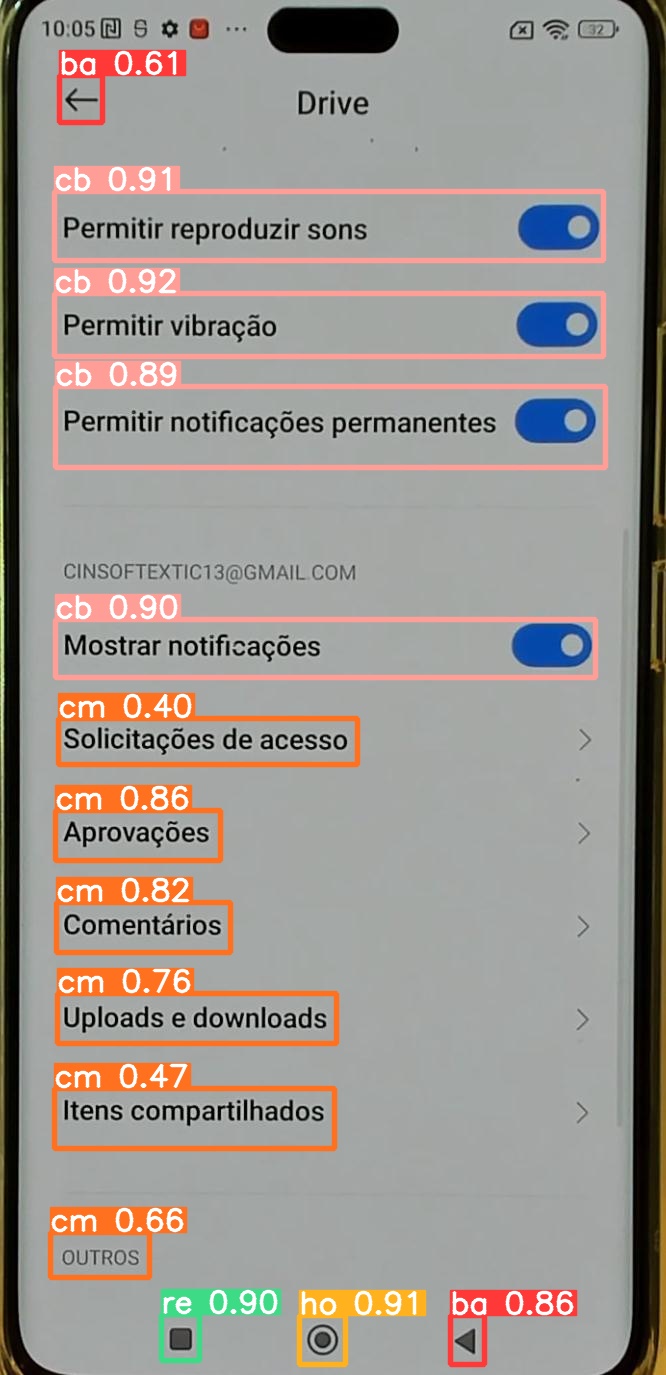 10:05 ... 32
ba 0.61
Drive
cb 0.91
Permitir reproduzir sons
cb 0.92
Permitir vibração
cb 0.89
Permitir notificações permanentes
CINSOFTEXTIC13@GMAIL.COM
cb 0.90
Mostrar notificações
cm 0.40
Solicitações de acesso
cm 0.86
Aprovações
cm 0.82
Comentários
cm 0.76
Uploads e downloads
cm 0.47
Itens compartilhados
cm 0.66
OUTROS
re 0.90 ho 0.91 ba 0.86